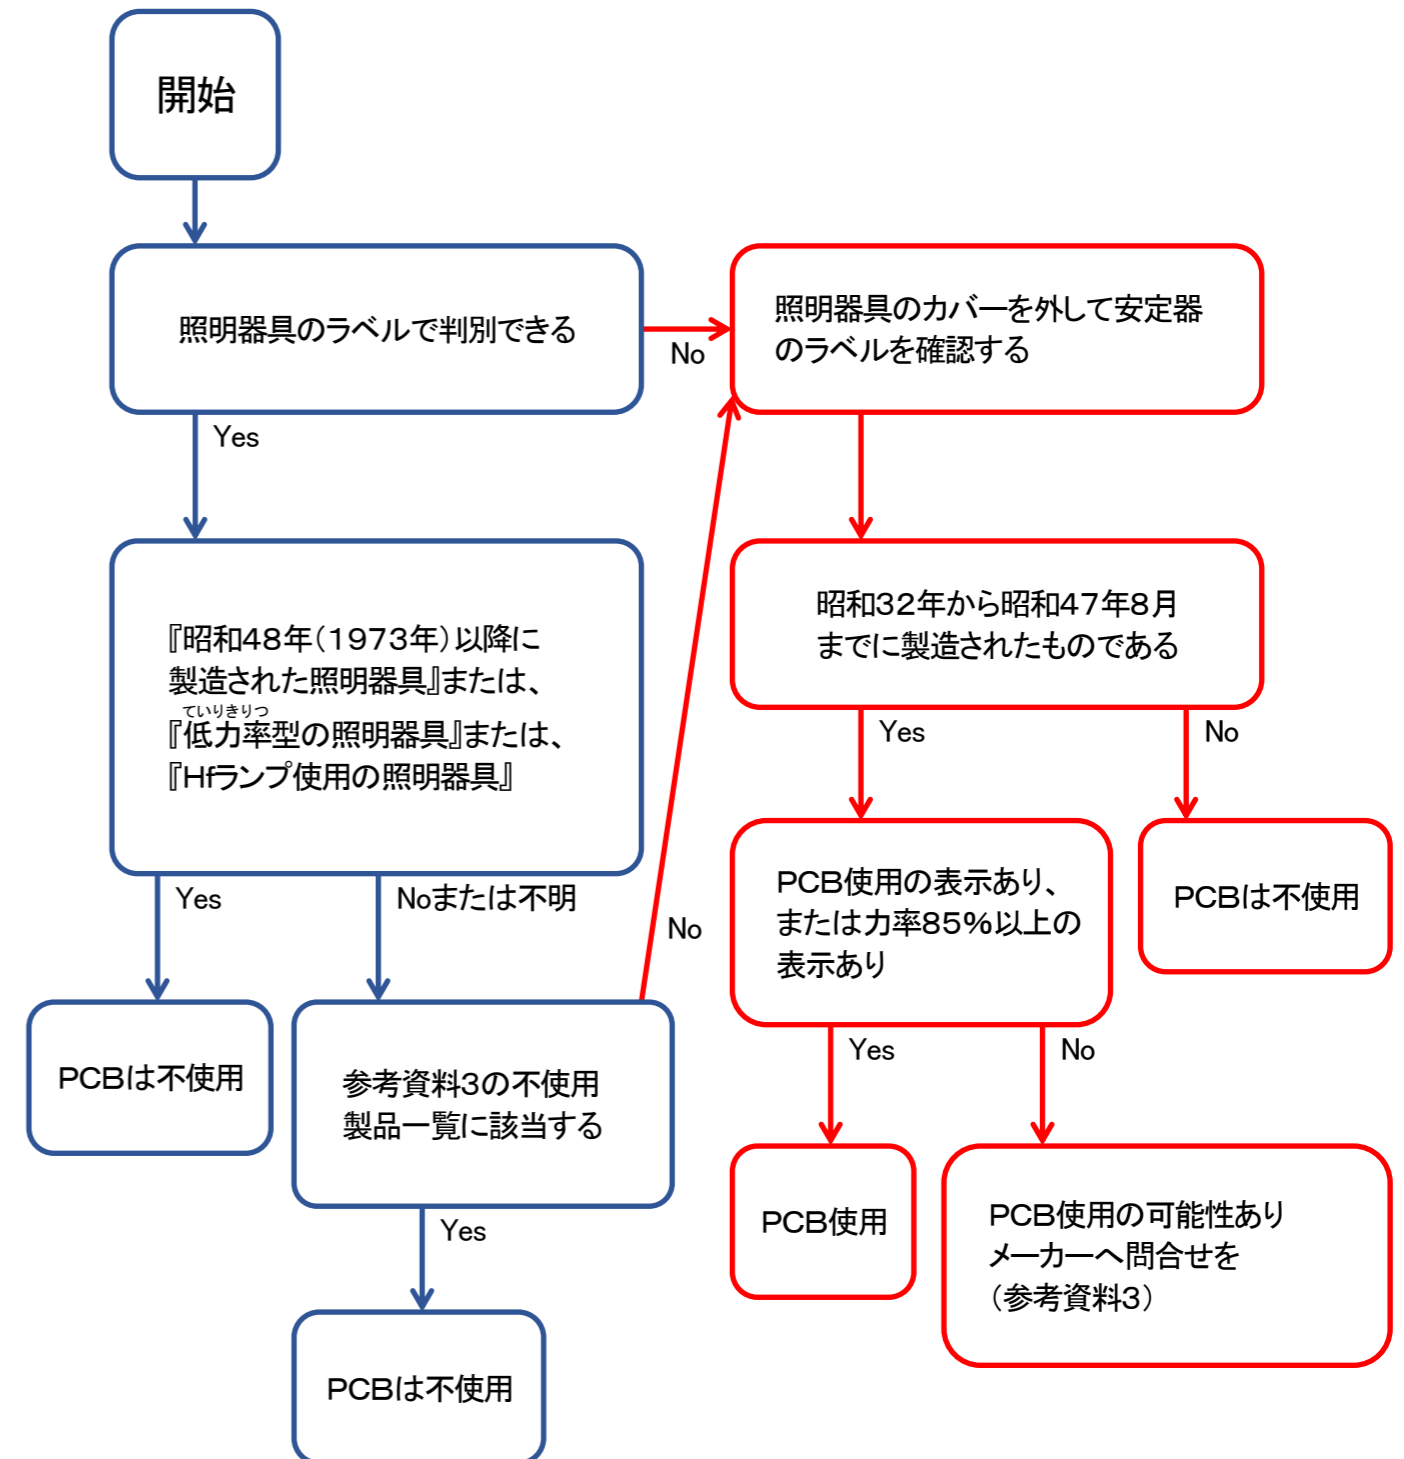 開始
照明器具のラベルで判別できる
No
照明器具のカバーを外して安定器
のラベルを確認する
Yes
『昭和48年（1973年）以降に
製造された照明器具』または、
ていりきりつ
『低力率型の照明器具』または、
『Hfランプ使用の照明器具』
昭和32年から昭和47年8月
までに製造されたものである
Yes
No
Yes
Noまたは不明
No
PCB使用の表示あり、
または力率85%以上の
表示あり
PCBは不使用
PCBは不使用
参考資料3の不使用
製品一覧に該当する
Yes
No
Yes
PCB使用
PCB使用の可能性あり
メーカーへ問合せを
（参考資料3）
PCBは不使用